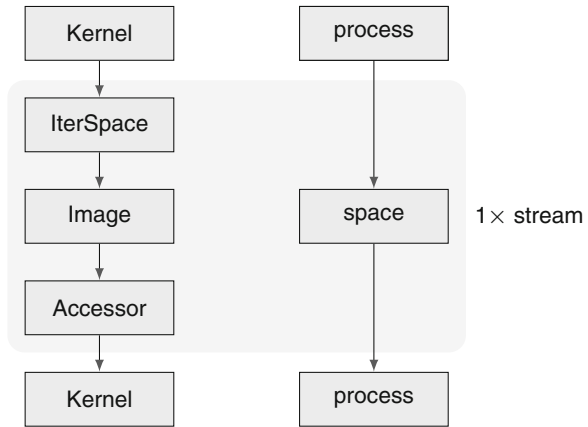 Kernel process
IterSpace
Image space 1× stream
Accessor
Kernel process